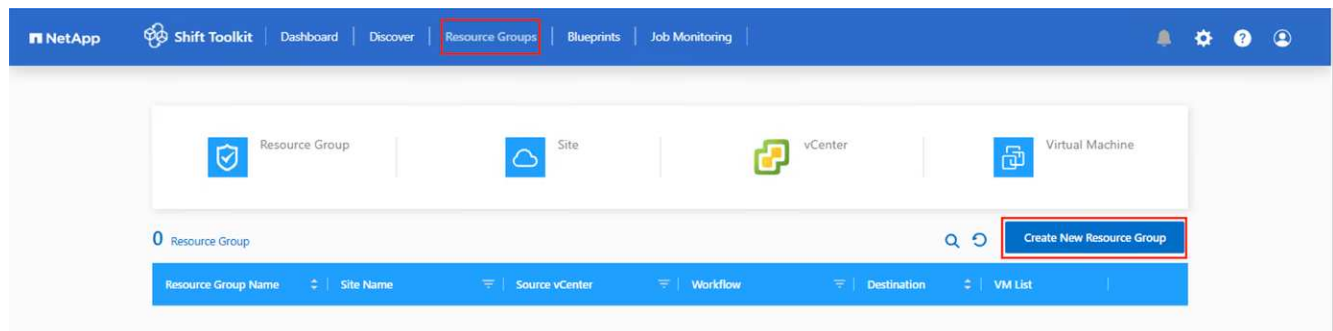 NetApp Shift Toolkit Dashboard Discover Resource Groups Blueprints Job Monitoring
Resource Group Site vCenter Virtual Machine
0 Resource Group Create New Resource Group
Resource Group Name Site Name Source vCenter Workflow Destination VM List